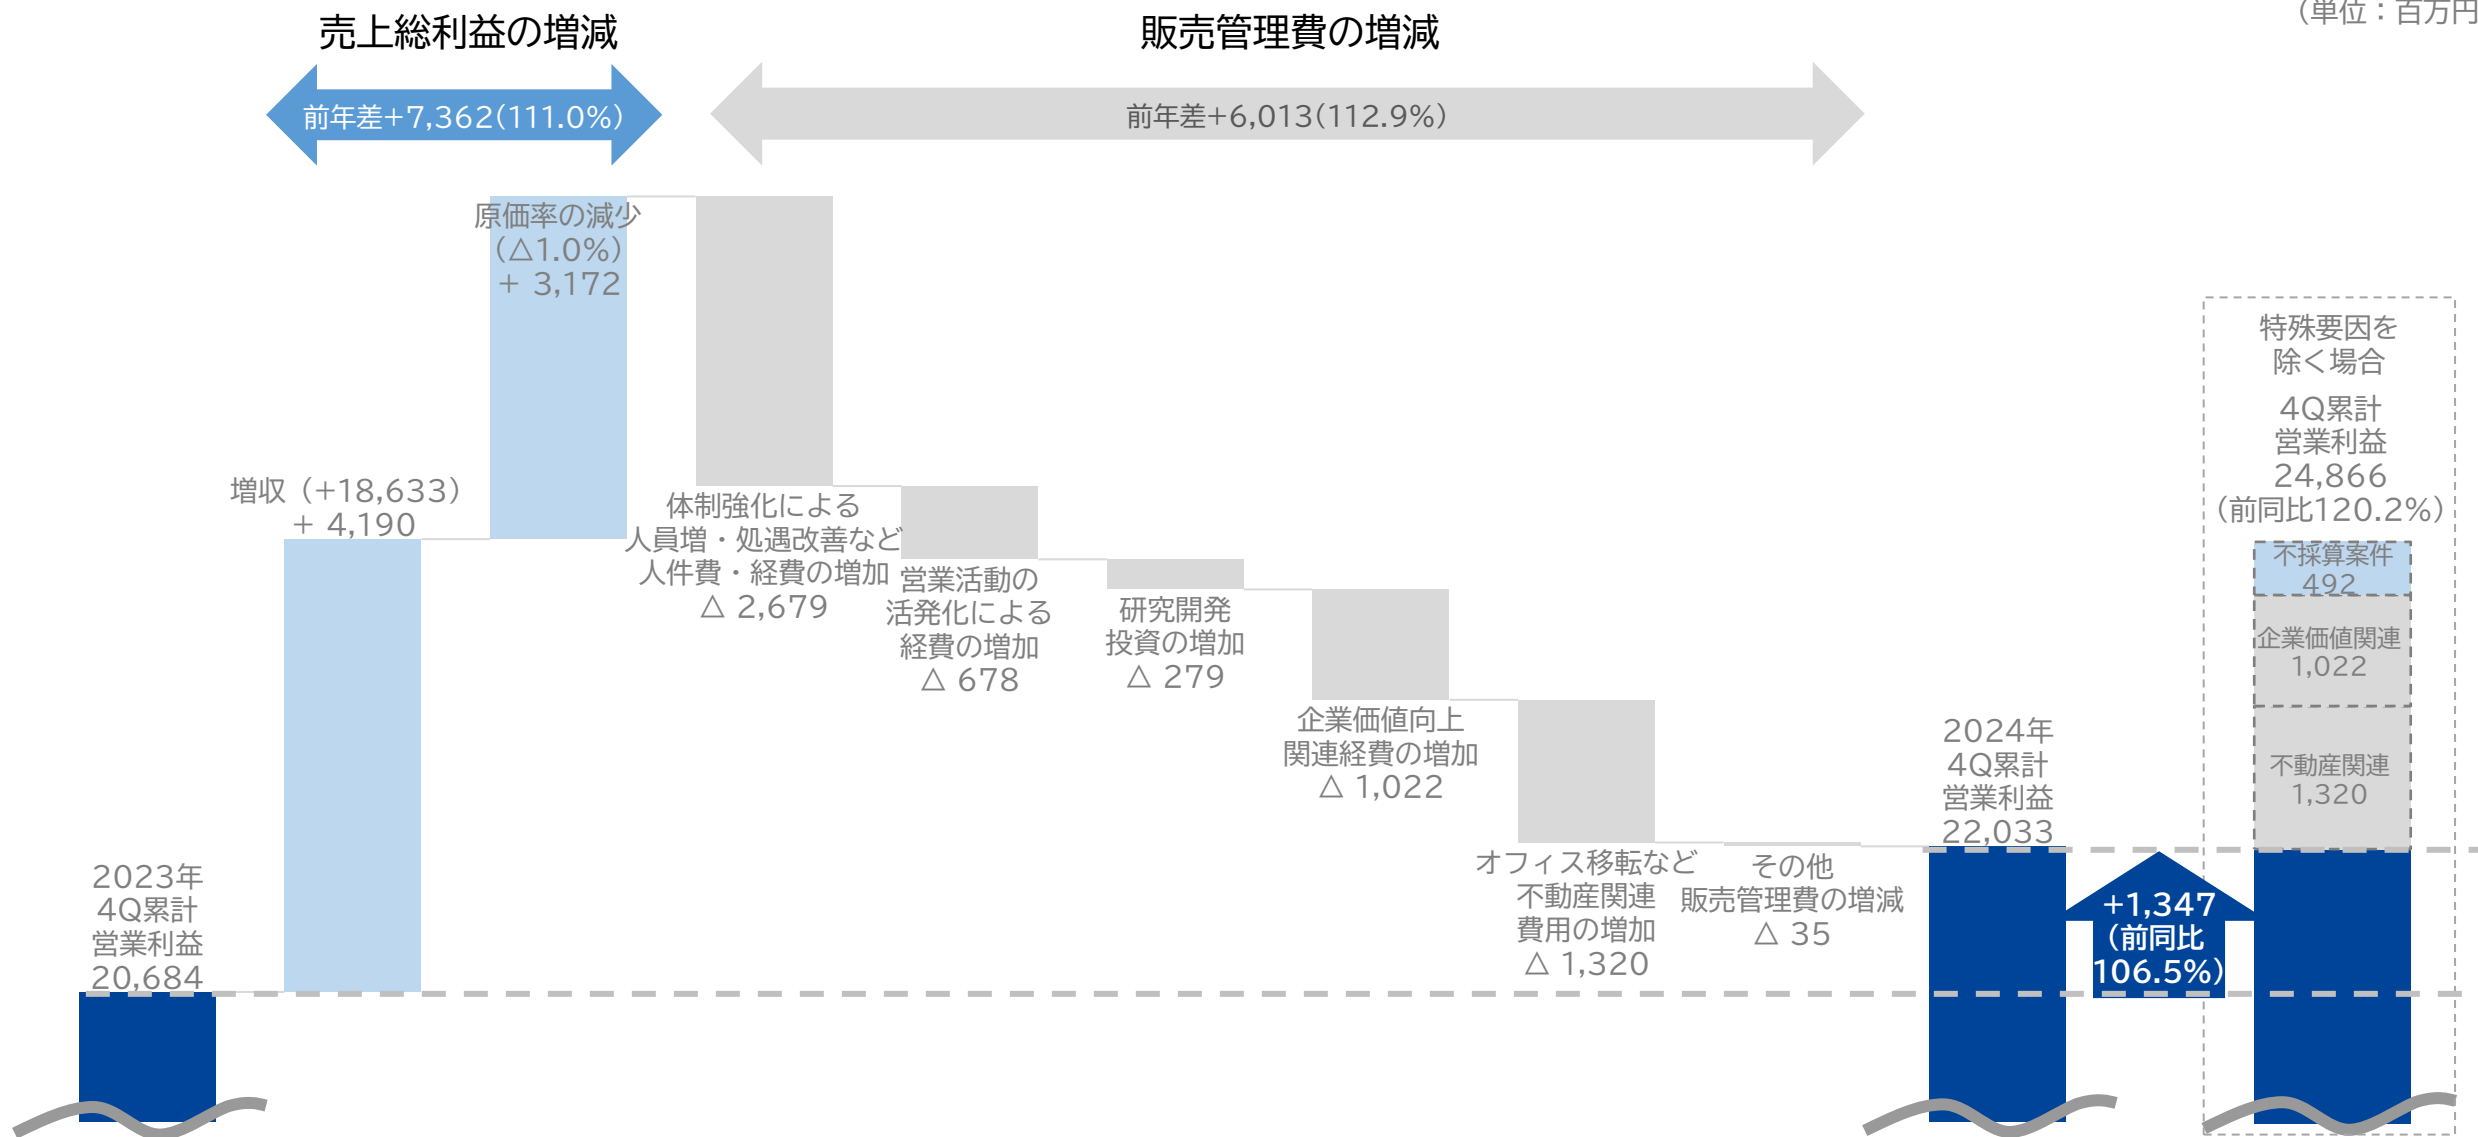 売上総利益の増減
販売管理費の増減
（単位：百万円
前年差+7,362(111.0%)
前年差+6,013(112.9%)
原価率の減少
(△1.0%)
+ 3,172
増収（+18,633）
+ 4,190
2023年
4Q累計
営業利益
20,684
体制強化による
人員増・処遇改善など
人件費・経費の増加
△ 2,679
営業活動の
活発化による
経費の増加
△ 678
研究開発
投資の増加
△ 279
企業価値向上
関連経費の増加
△ 1,022
オフィス移転など
不動産関連
費用の増加
△ 1,320
その他
販売管理費の増減
△ 35
2024年
4Q累計
営業利益
22,033
+1,347
（前同比
106.5%）
特殊要因を
除く場合
4Q累計
営業利益
24,866
（前同比120.2%）
不採算案件
492
企業価値関連
1,022
不動産関連
1,320